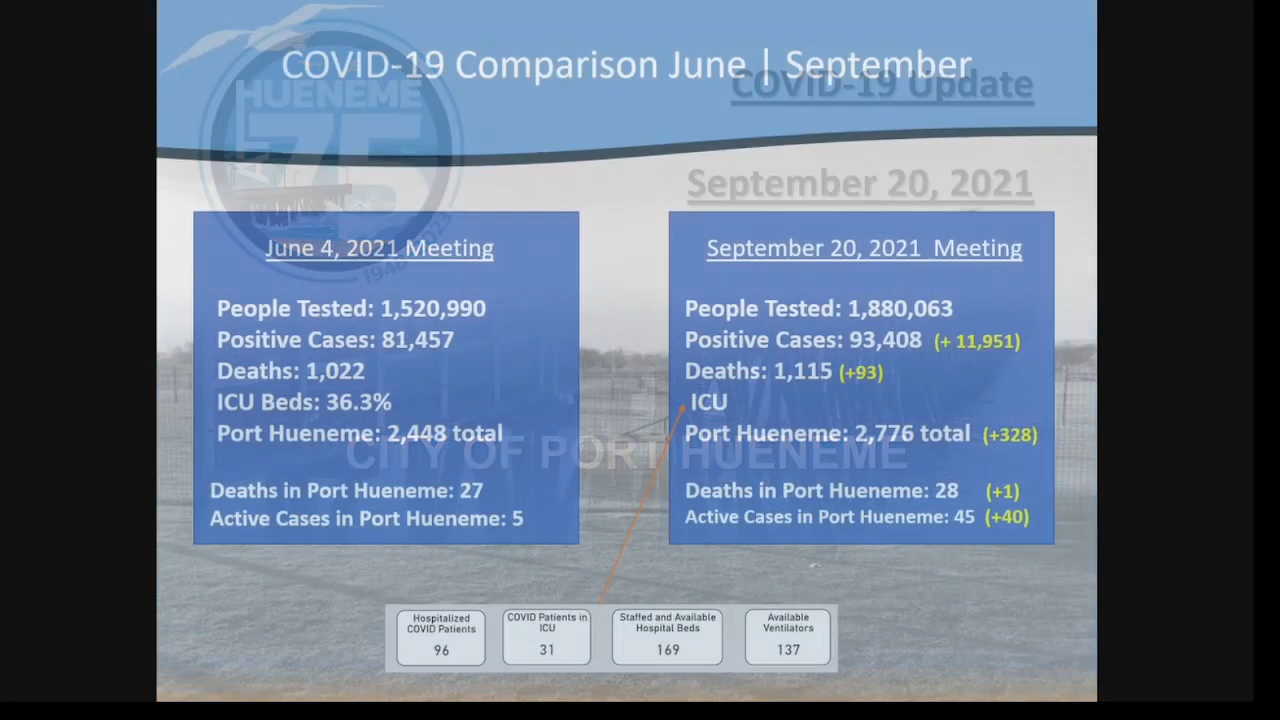 COVID-19 Comparison June | September
COVID-19 Update
HUENEME
75
September 20, 2021
June 4, 2021 Meeting
People Tested: 1,520,990
Positive Cases: 81,457
Deaths: 1,022
ICU Beds: 36.3%
Port Hueneme: 2,448 total
Deaths in Port Hueneme: 27
Active Cases in Port Hueneme: 5
September 20, 2021 Meeting
People Tested: 1,880,063
Positive Cases: 93,408 (+ 11,951)
Deaths: 1,115 (+93)
ICU
Port Hueneme: 2,776 total (+328)
Deaths in Port Hueneme: 28 (+1)
Active Cases in Port Hueneme: 45 (+40)
CITY OF PORT HUENEME
Hospitalized
COVID Patients
96
COVID Patients in
ICU
31
Staffed and Available
Hospital Beds
169
Available
Ventilators
137